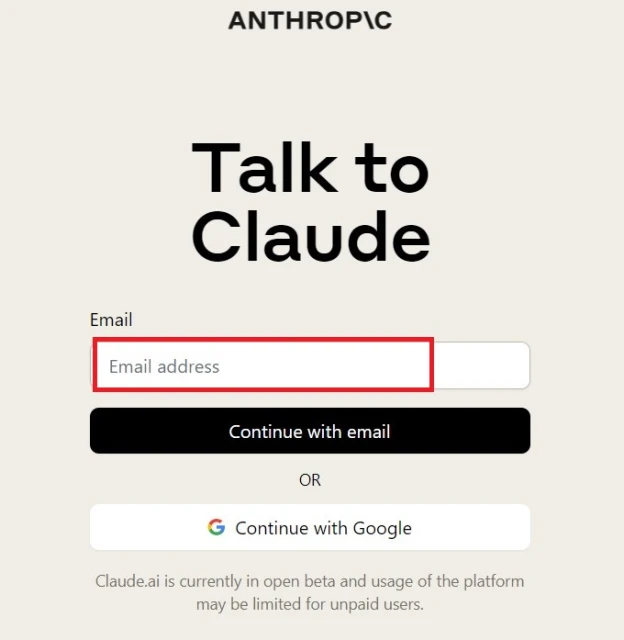 ANTHROP\C
Talk to
Claude
Email
Email address
Continue with email
OR
Continue with Google
Claude.ai is currently in open beta and usage of the platform
may be limited for unpaid users.